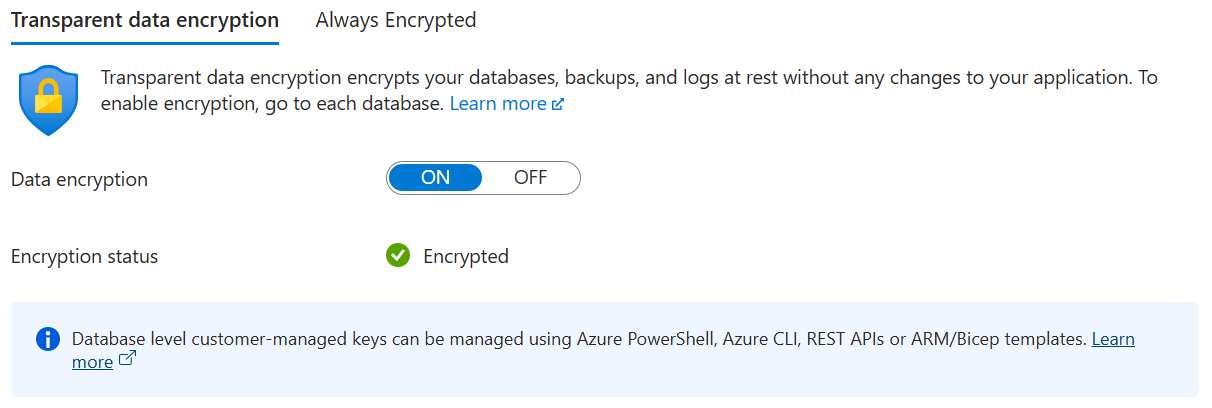 Transparent data encryption Always Encrypted
Transparent data encryption encrypts your databases, backups, and logs at rest without any changes to your application. To
enable encryption, go to each database. Learn more
Data encryption ON OFF
Encryption status Encrypted
Database level customer-managed keys can be managed using Azure PowerShell, Azure CLI, REST APIs or ARM/Bicep templates. Learn
more